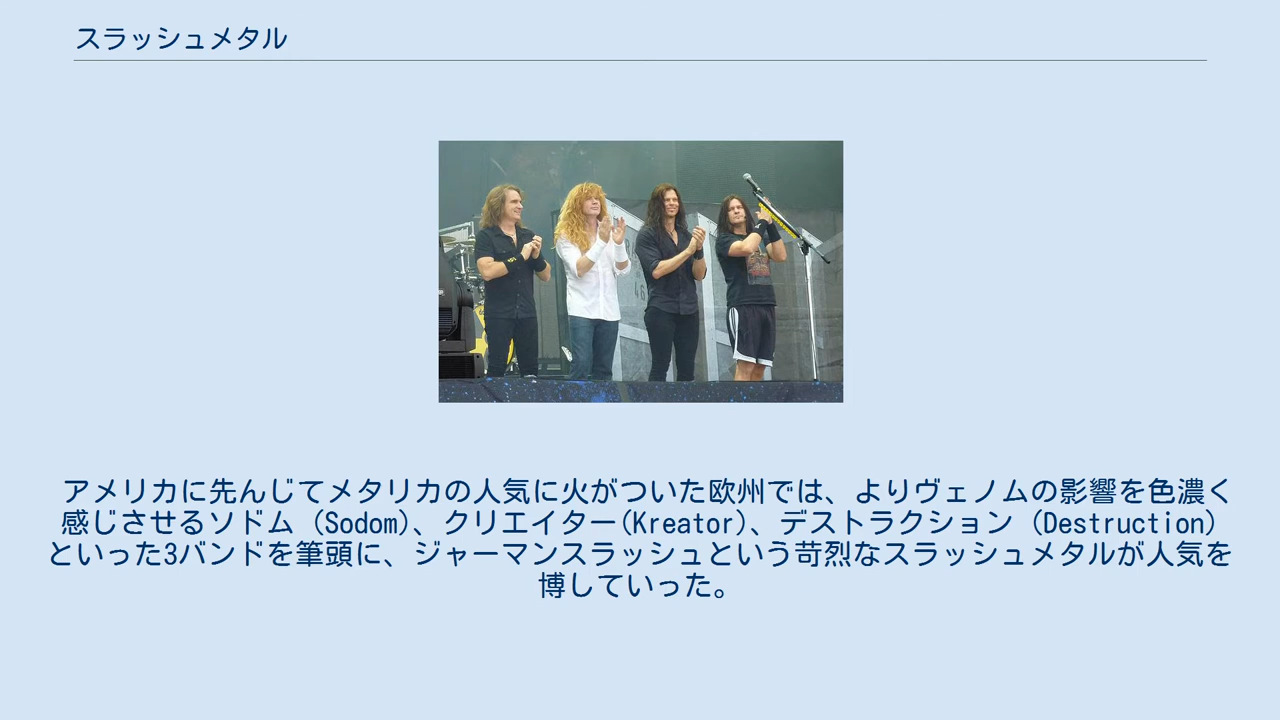 スラッシュメタル
アメリカに先んじてメタリカの人気に火がついた欧州では、よりヴェノムの影響を色濃く
感じさせるソドム (Sodom)、クリエイター(Kreator)、デストラクション (Destruction)
といった3バンドを筆頭に、ジャーマンスラッシュという苛烈なスラッシュメタルが人気を
博していった。